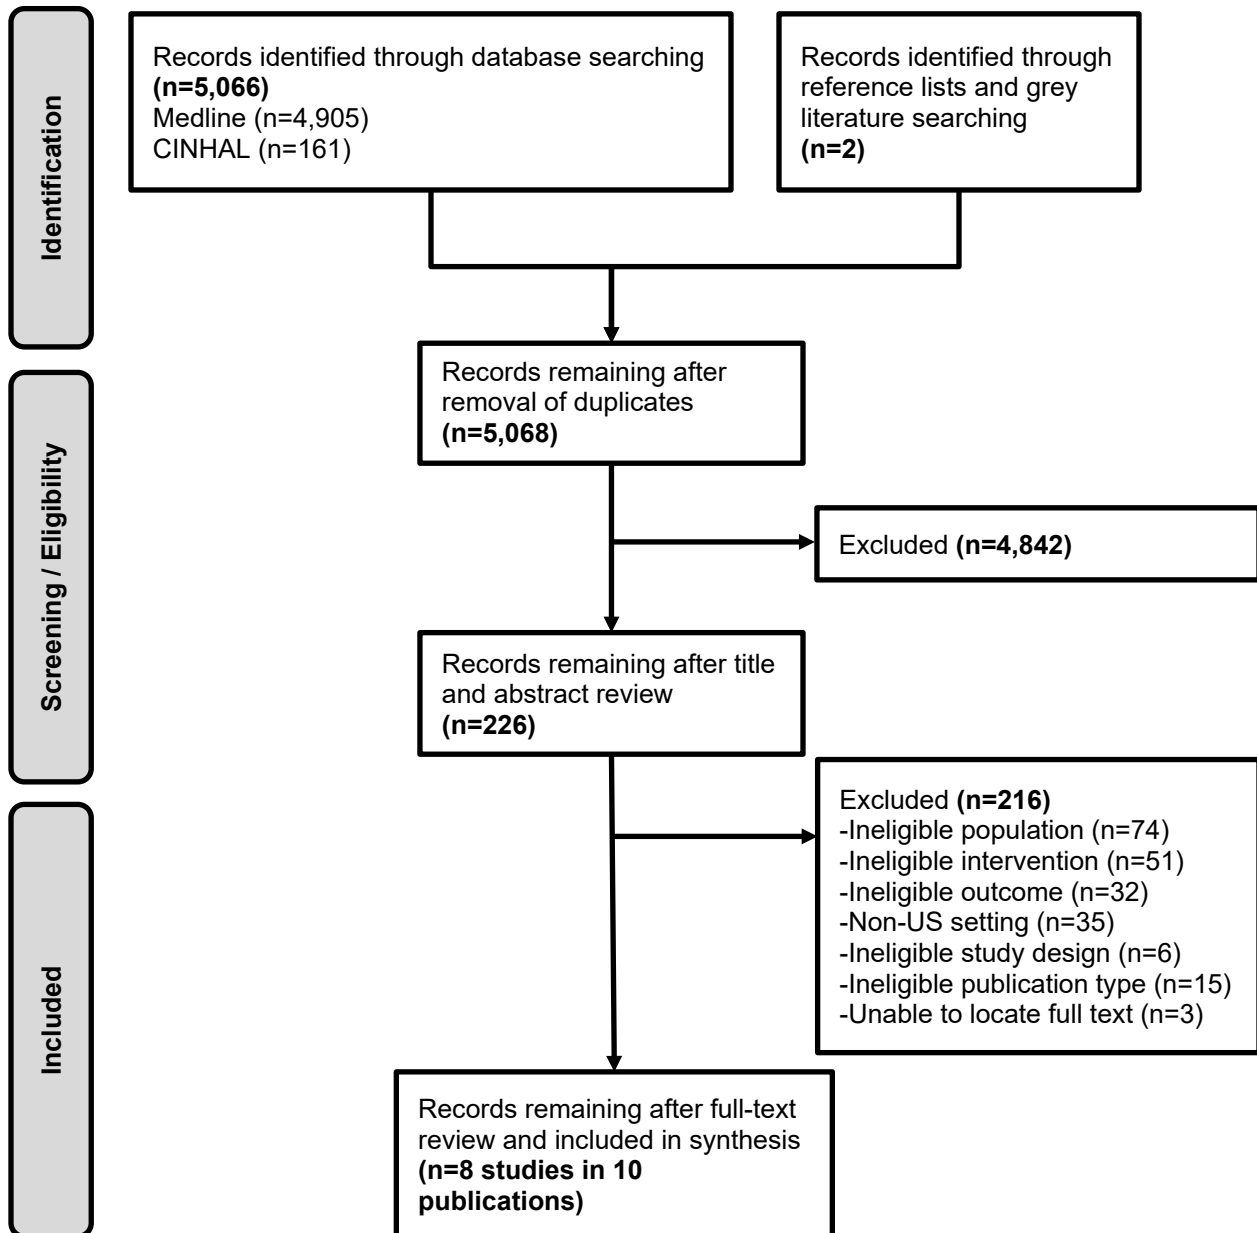 Identification
Records identified through database searching
(n=5,066)
Medline (n=4,905)
CINHAL (n=161)
Records identified through
reference lists and grey
literature searching
(n=2)
Screening / Eligibility
Records remaining after
removal of duplicates
(n=5,068)
Excluded (n=4,842)
Records remaining after title
and abstract review
(n=226)
Included
Excluded (n=216)
-Ineligible population (n=74)
-Ineligible intervention (n=51)
-Ineligible outcome (n=32)
-Non-US setting (n=35)
-Ineligible study design (n=6)
-Ineligible publication type (n=15)
-Unable to locate full text (n=3)
Records remaining after full-text
review and included in synthesis
(n=8 studies in 10
publications)